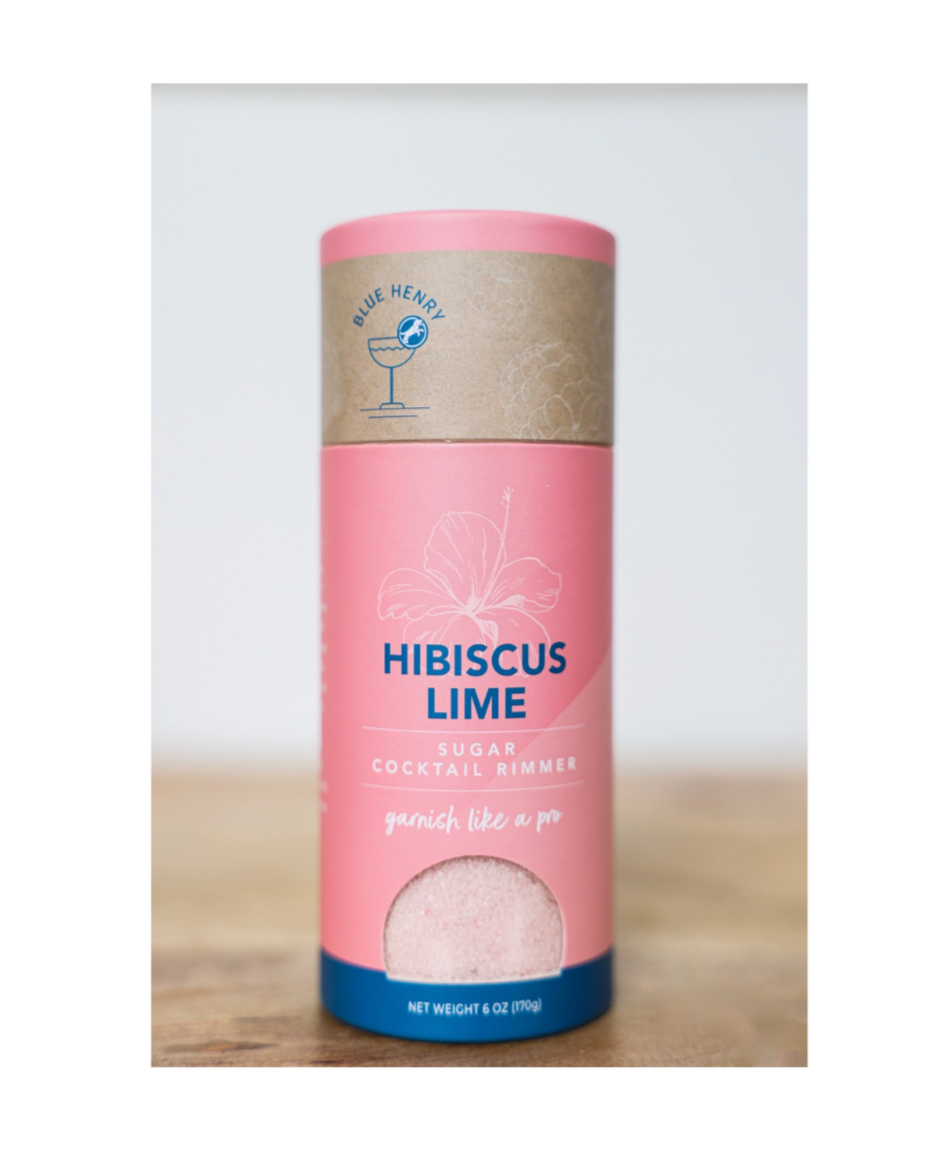 BLUE HENRY
HIBISCUS
LIME
SUGAR
COCKTAIL RIMMER
garnish like a pro
NET WEIGHT 6 OZ (170g)